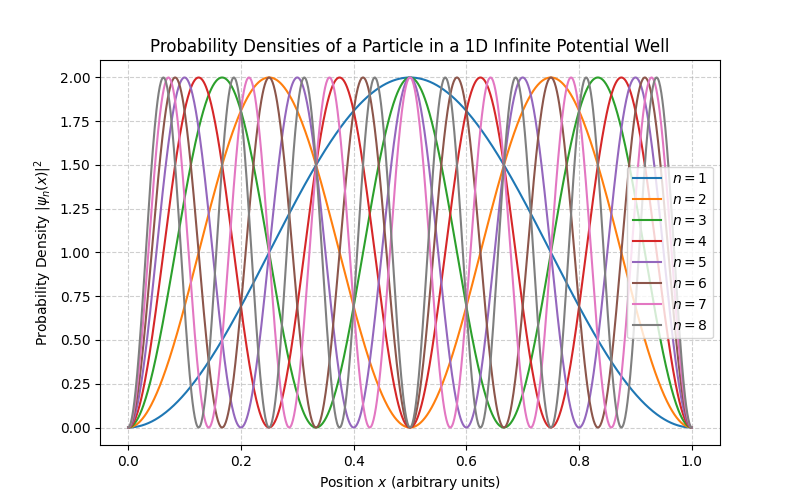 Probability Densities of a Particle in a 1D Infinite Potential Well
Probability Density |ψₙ(x)|²
2.00
1.75
1.50
1.25
1.00
0.75
0.50
0.25
0.00
n = 1
n = 2
n = 3
n = 4
n = 5
n = 6
n = 7
n = 8
0.0 0.2 0.4 0.6 0.8 1.0
Position x (arbitrary units)